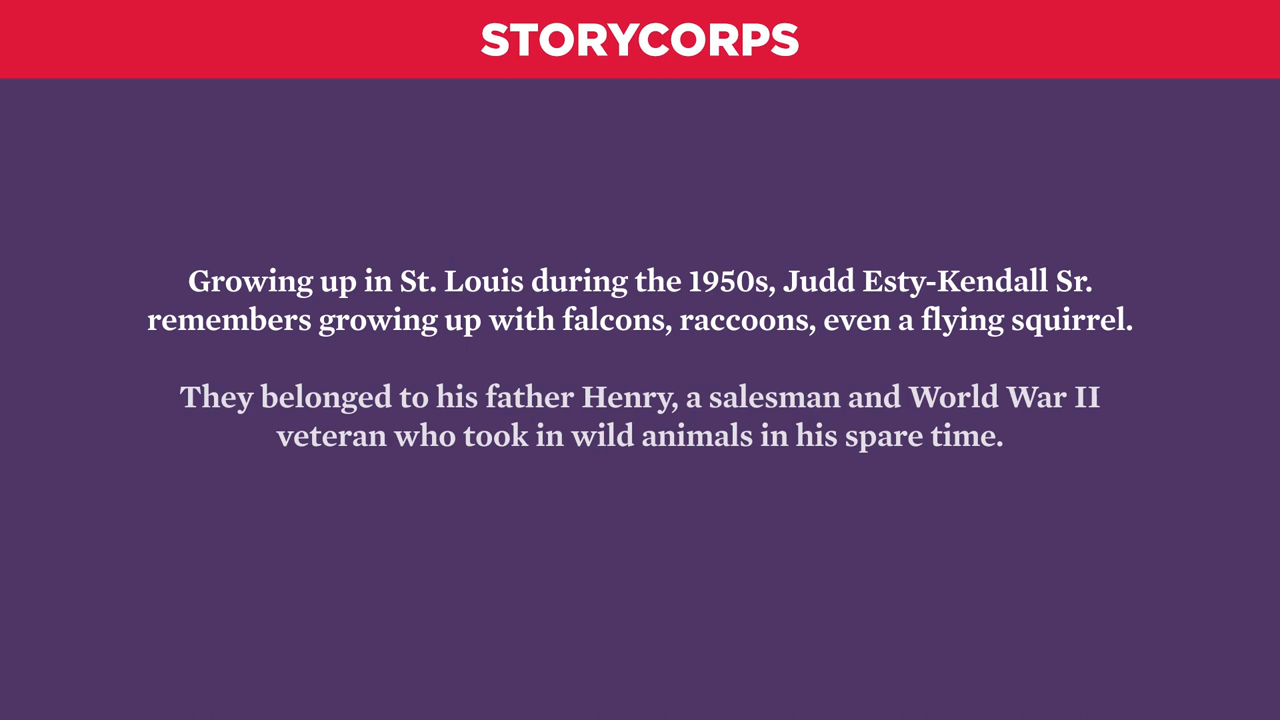 STORYCORPS
Growing up in St. Louis during the 1950s, Judd Esty-Kendall Sr.
remembers growing up with falcons, raccoons, even a flying squirrel.
They belonged to his father Henry, a salesman and World War II
veteran who took in wild animals in his spare time.